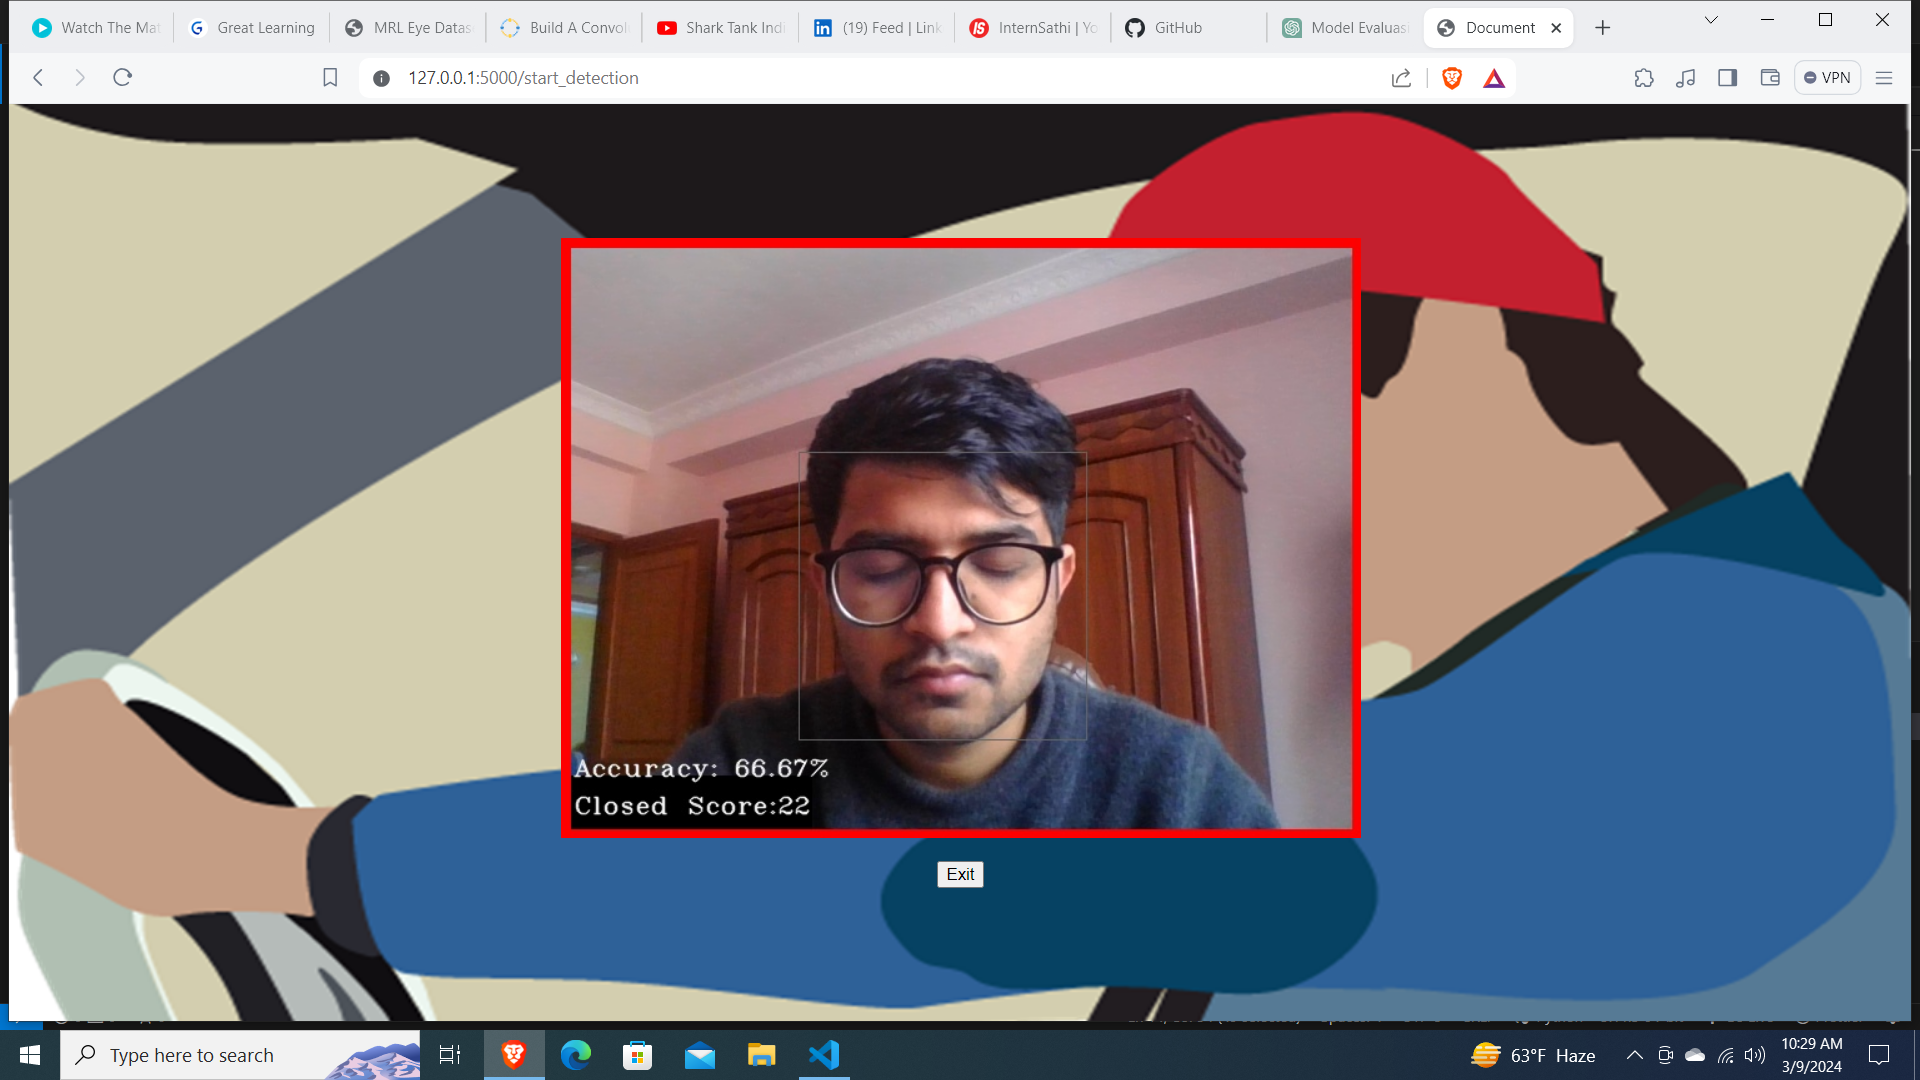 Watch The Mat
Great Learning
MRL Eye Datas
Build A Convol
Shark Tank Indi
(19) Feed | Link
InternSathi | Yo
GitHub
Model Evaluasi
Document
127.0.0.1:5000/start_detection
VPN
Accuracy: 66.67%
Closed Score:22
Exit
Type here to search
63°F Haze
10:29 AM
3/9/2024